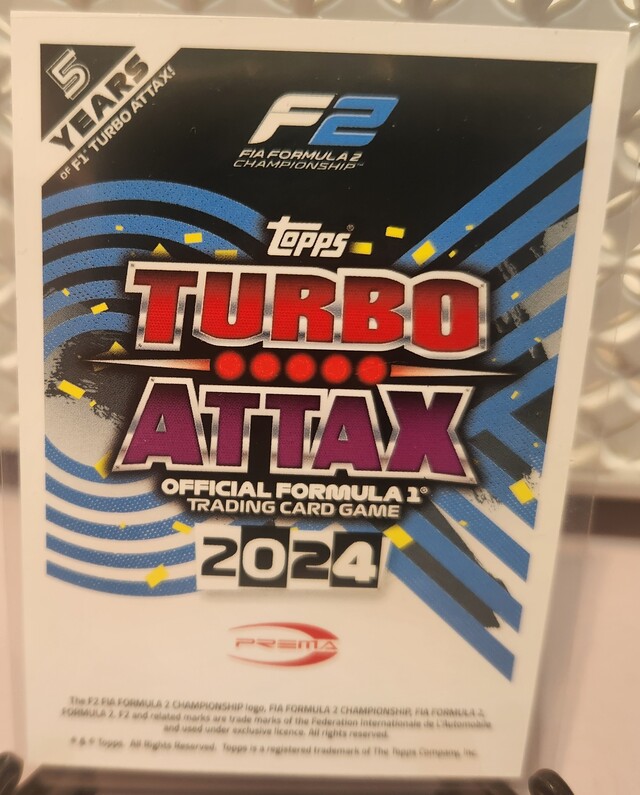 5
YEARS
OF F1® TURBO ATTAX!
F2
FIA FORMULA 2
CHAMPIONSHIP™
Topps®
TURBO
ATTAX
OFFICIAL FORMULA 1®
TRADING CARD GAME
2024
PREMA
The F2 FIA FORMULA 2 CHAMPIONSHIP logo, FIA FORMULA 2 CHAMPIONSHIP, FIA FORMULA 2,
FORMULA 2, F2 and related marks are trade marks of the Federation Internationale de L'Automobile
and used under exclusive licence. All rights reserved.
® & © Topps. All Rights Reserved. Topps is a registered trademark of The Topps Company, Inc.